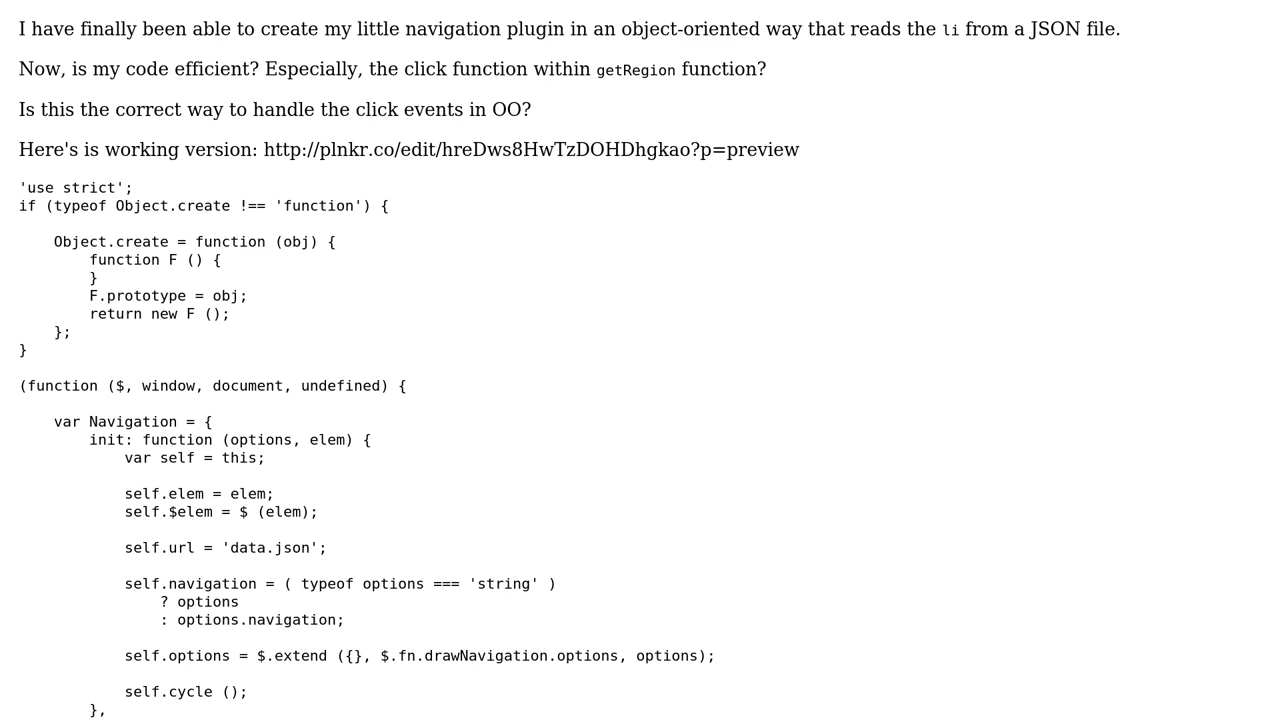 I have finally been able to create my little navigation plugin in an object-oriented way that reads the li from a JSON file.
Now, is my code efficient? Especially, the click function within getRegion function?
Is this the correct way to handle the click events in OO?
Here's is working version: http://plnkr.co/edit/hreDws8HwTzDOHDhgkao?p=preview
'use strict';
if (typeof Object.create !== 'function') {
    Object.create = function (obj) {
        function F () {
        }
        F.prototype = obj;
        return new F ();
    };
}
(function ($, window, document, undefined) {
    var Navigation = {
        init: function (options, elem) {
            var self = this;
            self.elem = elem;
            self.$elem = $ (elem);
            self.url = 'data.json';
            self.navigation = ( typeof options === 'string' )
                ? options
                : options.navigation;
            self.options = $.extend ({}, $.fn.drawNavigation.options, options);
            self.cycle ();
        },